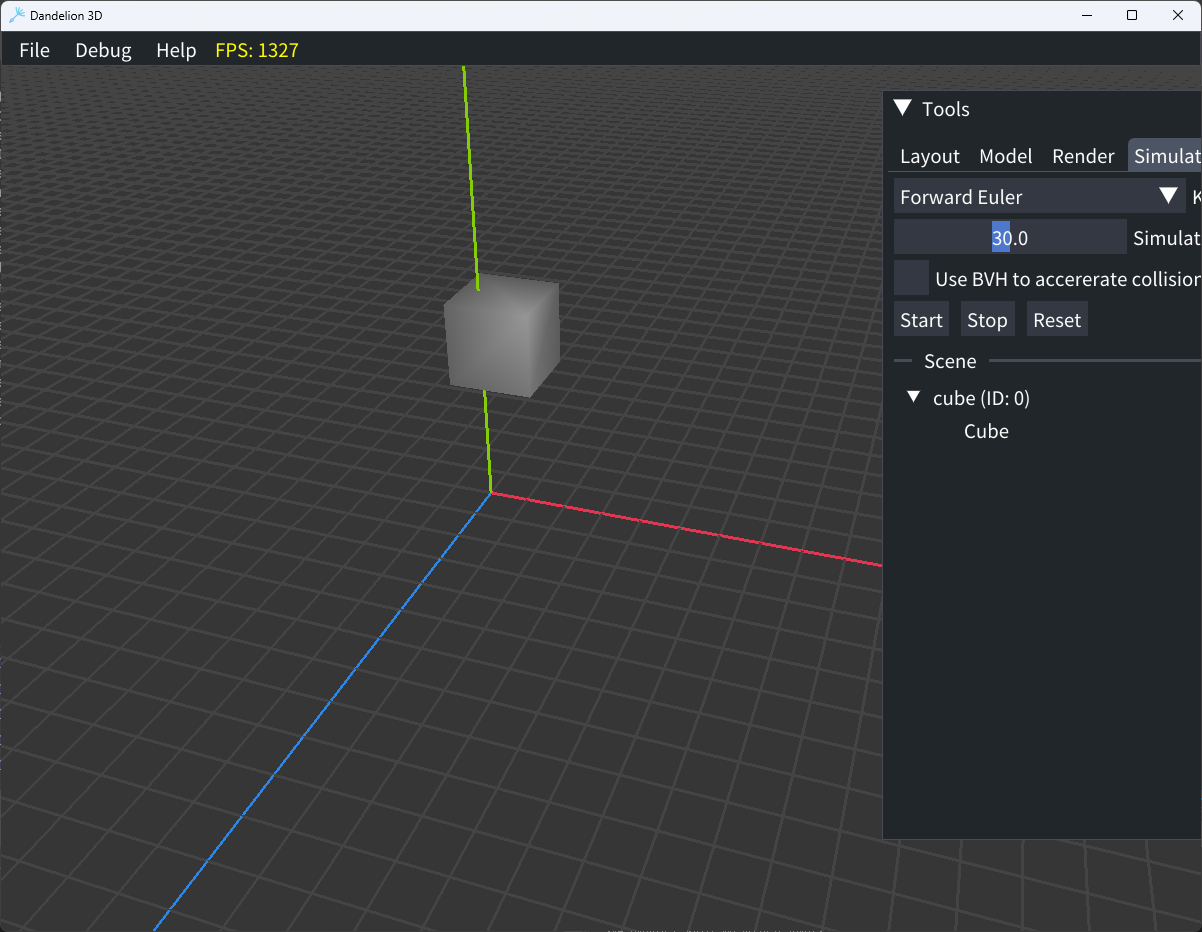 Dandelion 3D
File Debug Help FPS: 1327
Tools
Layout Model Render Simulat
Forward Euler K
30.0 Simulat
Use BVH to accererate collision
Start Stop Reset
Scene
cube (ID: 0)
Cube